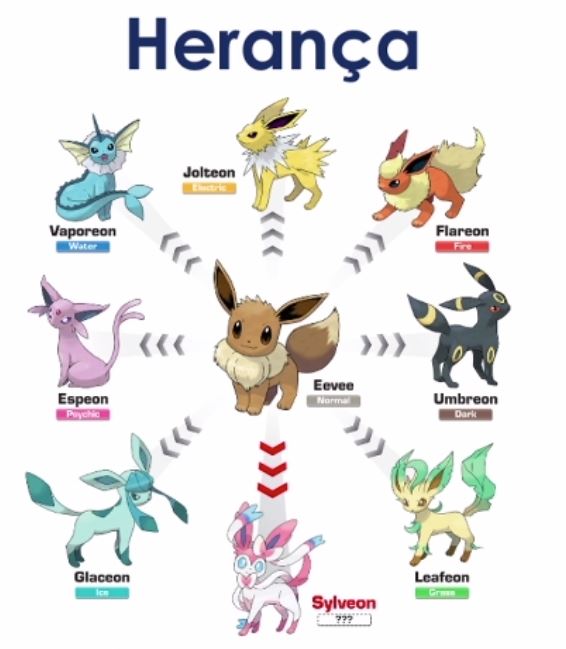 Herança
Jolteon
Electric
Vaporeon
Water
Flareon
Fire
Espeon
Psychic
Eevee
Normal
Umbreon
Dark
Glaceon
Ice
Leafeon
Grass
Sylveon
???